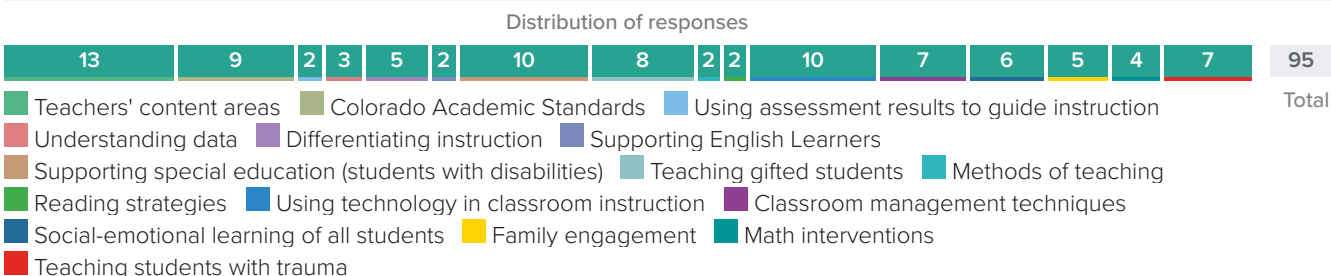 Distribution of responses
13 9 2 3 5 2 10 8 2 2 10 7 6 5 4 7 95
Teachers' content areas Colorado Academic Standards Using assessment results to guide instruction Total
Understanding data Differentiating instruction Supporting English Learners
Supporting special education (students with disabilities) Teaching gifted students Methods of teaching
Reading strategies Using technology in classroom instruction Classroom management techniques
Social-emotional learning of all students Family engagement Math interventions
Teaching students with trauma